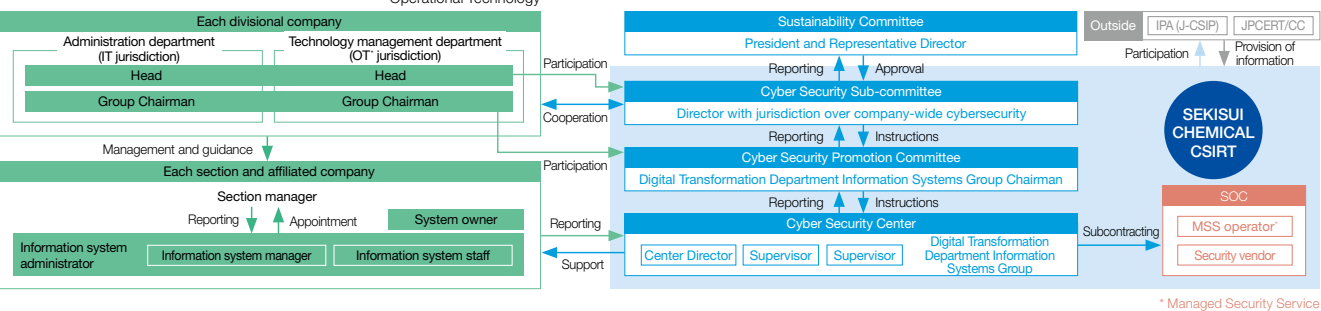 Operational Technology
Each divisional company
Administration department
(IT jurisdiction)
Technology management department
(OT* jurisdiction)
Head
Head
Group Chairman
Group Chairman
Participation
Cooperation
Management and guidance
Participation
Each section and affiliated company
Section manager
Reporting
Appointment
System owner
Information system
administrator
Information system manager
Information system staff
Reporting
Support
Sustainability Committee
President and Representative Director
Reporting
Approval
Cyber Security Sub-committee
Director with jurisdiction over company-wide cybersecurity
Reporting
Instructions
Cyber Security Promotion Committee
Digital Transformation Department Information Systems Group Chairman
Reporting
Instructions
Cyber Security Center
Center Director
Supervisor
Supervisor
Digital Transformation
Department Information
Systems Group
Subcontracting
Outside
IPA (J-CSIP)
JPCERT/CC
Participation
Provision of
information
SEKISUI
CHEMICAL
CSIRT
SOC
MSS operator*
Security vendor
* Managed Security Service